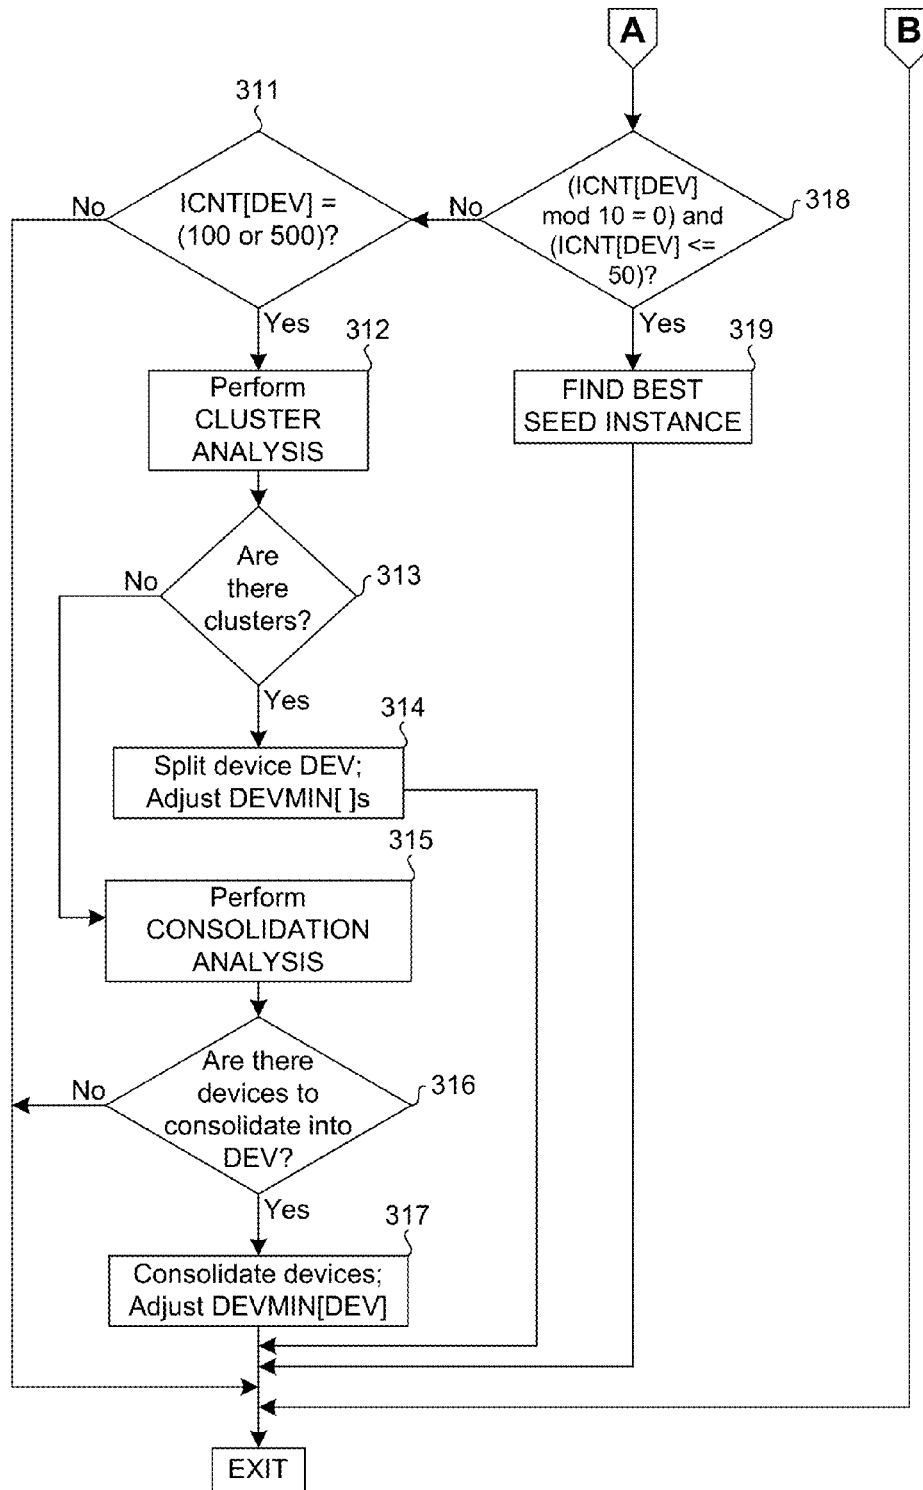 A
B
311
ICNT[DEV] =
(100 or 500)?
No
Yes
(ICNT[DEV]
mod 10 = 0) and
(ICNT[DEV] <=
50)?
318
No
Yes
312
Perform
CLUSTER
ANALYSIS
319
FIND BEST
SEED INSTANCE
Are
there
clusters?
313
No
Yes
314
Split device DEV;
Adjust DEVMIN[ ]s
315
Perform
CONSOLIDATION
ANALYSIS
Are there
devices to
consolidate into
DEV?
316
No
Yes
317
Consolidate devices;
Adjust DEVMIN[DEV]
EXIT